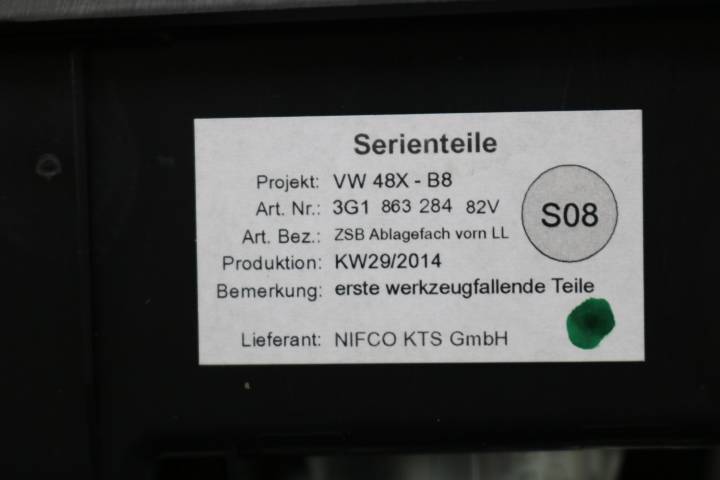 Serienteile
Projekt: VW 48X - B8
Art. Nr.: 3G1 863 284 82V
Art. Bez.: ZSB Ablagefach vorn LL
S08
Produktion: KW29/2014
Bemerkung: erste werkzeugfallende Teile
Lieferant: NIFCO KTS GmbH